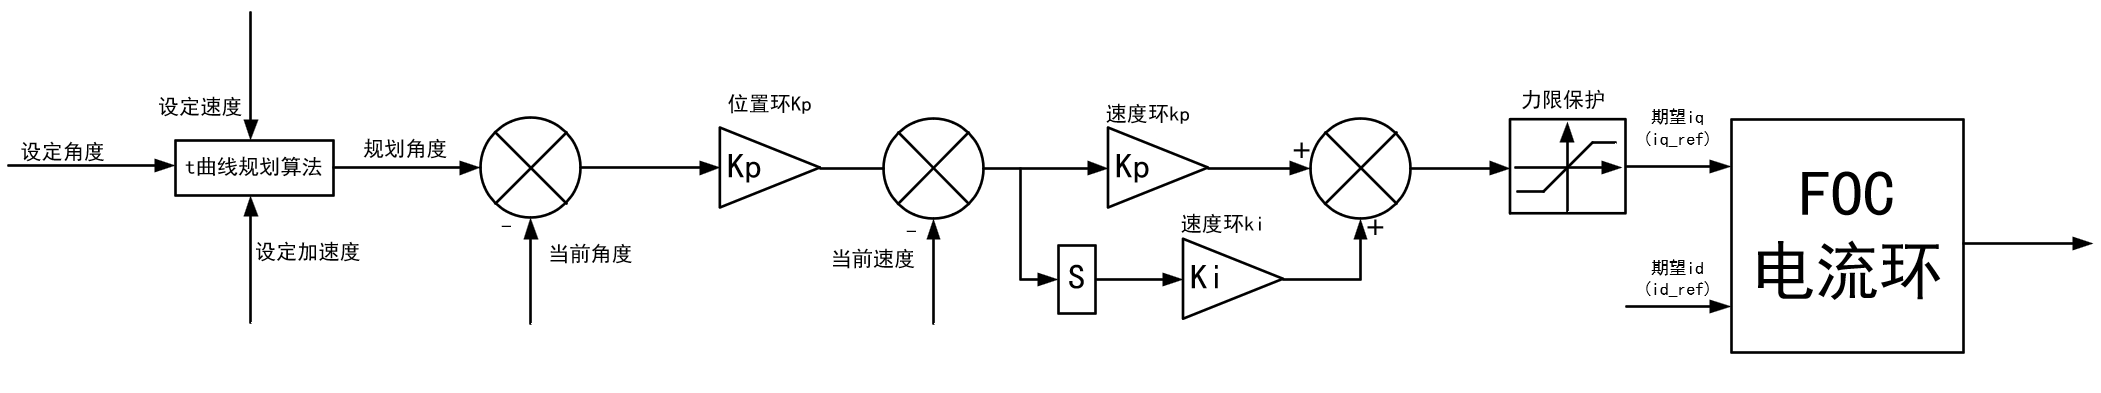 设定速度
设定角度
t曲线规划算法
设定加速度
规划角度
-
当前角度
位置环Kp
Kp
-
当前速度
速度环kp
Kp
S
速度环ki
Ki
+
+
力限保护
期望iq
(iq_ref)
期望id
(id_ref)
FOC
电流环